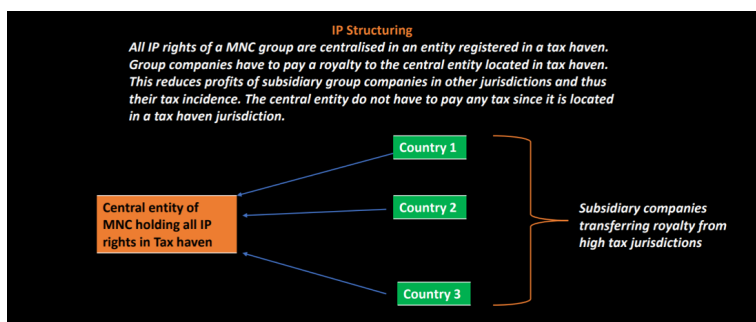 IP Structuring
All IP rights of a MNC group are centralised in an entity registered in a tax haven.
Group companies have to pay a royalty to the central entity located in tax haven.
This reduces profits of subsidiary group companies in other jurisdictions and thus
their tax incidence. The central entity do not have to pay any tax since it is located
in a tax haven jurisdiction.
Country 1
Central entity of
MNC holding all IP
rights in Tax haven
Country 2
Subsidiary companies
transferring royalty from
high tax jurisdictions
Country 3